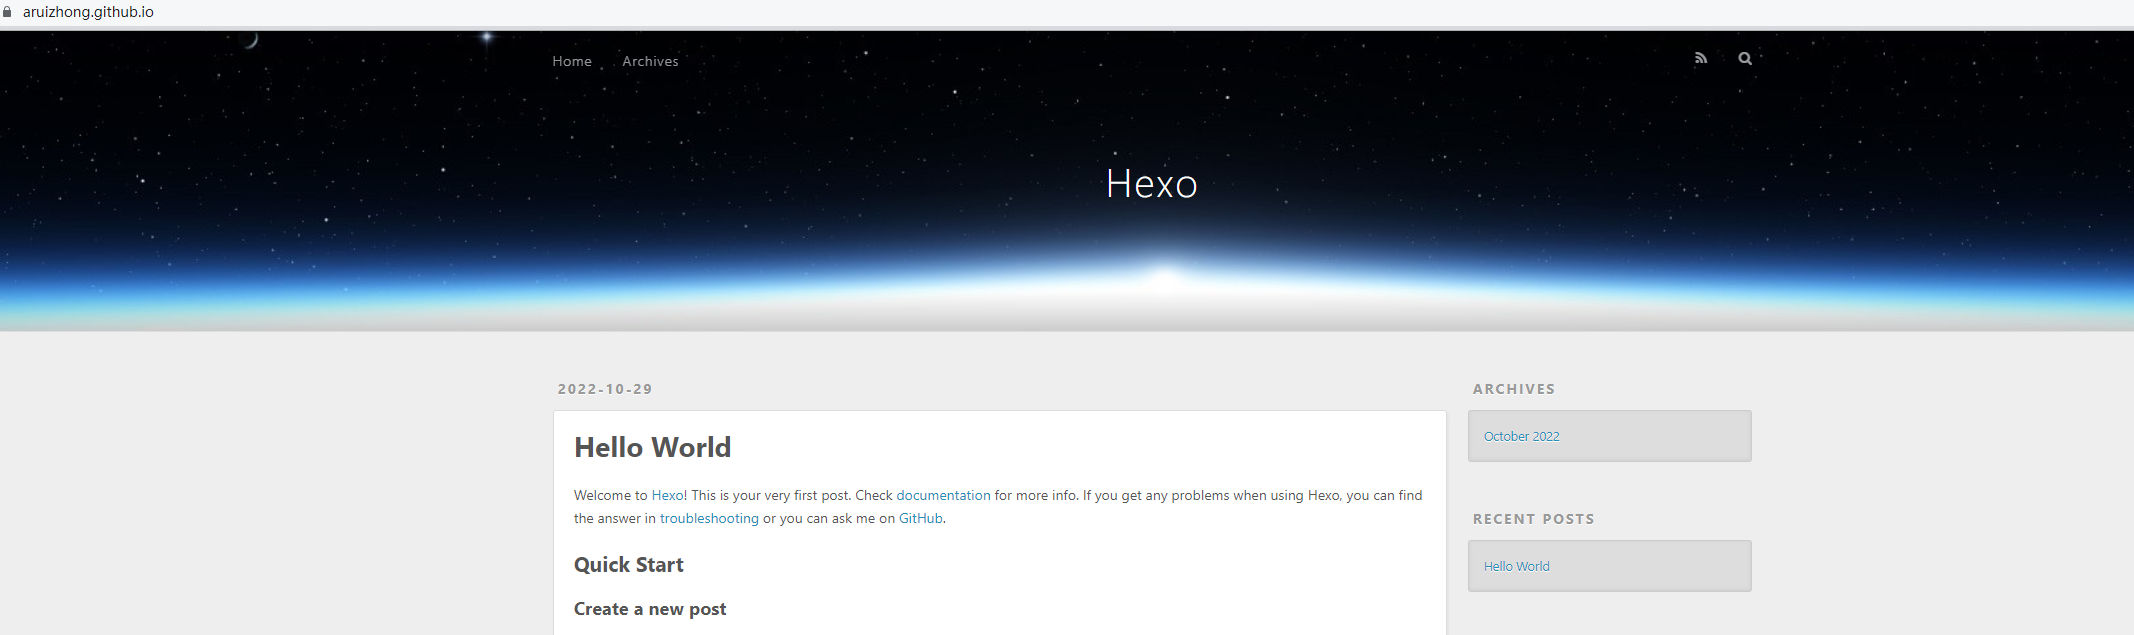 aruizhong.github.io
Home Archives
Hexo
2022-10-29
Hello World
Welcome to Hexo! This is your very first post. Check documentation for more info. If you get any problems when using Hexo, you can find
the answer in troubleshooting or you can ask me on GitHub.
Quick Start
Create a new post
ARCHIVES
October 2022
RECENT POSTS
Hello World